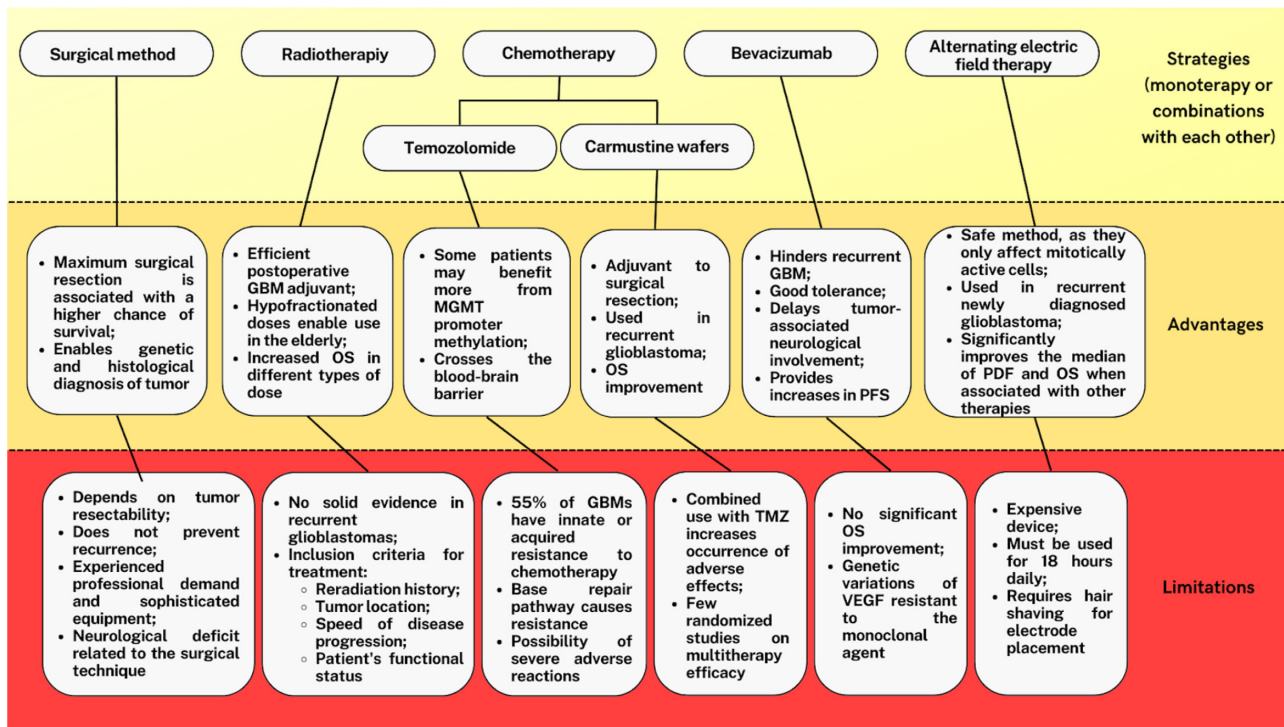 Surgical method
Radiotherapiy
Chemotherapy
Bevacizumab
Alternating electric
field therapy
Strategies
(monoterapy or
combinations
with each other)
Temozolomide
Carmustine wafers
• Maximum surgical
resection is
associated with a
higher chance of
survival;
• Enables genetic
and histological
diagnosis of tumor
• Efficient
postoperative
GBM adjuvant;
• Hypofractionated
doses enable use
in the elderly;
• Increased OS in
different types of
dose
• Some patients
may benefit
more from
MGMT
promoter
methylation;
• Crosses the
blood-brain
barrier
• Adjuvant to
surgical
resection;
• Used in
recurrent
glioblastoma;
• OS
improvement
• Hinders recurrent
GBM;
• Good tolerance;
• Delays tumor-
associated
neurological
involvement;
• Provides
increases in PFS
• Safe method, as they
only affect mitotically
active cells;
• Used in recurrent
newly diagnosed
glioblastoma;
• Significantly
improves the median
of PDF and OS when
associated with other
therapies
Advantages
• Depends on tumor
resectability;
• Does not prevent
recurrence;
• Experienced
professional demand
and sophisticated
equipment;
• Neurological deficit
related to the surgical
technique
• No solid evidence in
recurrent
glioblastomas;
• Inclusion criteria for
treatment:
○ Reradiation history;
○ Tumor location;
○ Speed of disease
progression;
○ Patient's functional
status
• 55% of GBMs
have innate or
acquired
resistance to
chemotherapy
• Base repair
pathway causes
resistance
• Possibility of
severe adverse
reactions
• Combined
use with TMZ
increases
occurrence of
adverse
effects;
• Few
randomized
studies on
multitherapy
efficacy
• No significant
OS
improvement;
• Genetic
variations of
VEGF resistant
to the
monoclonal
agent
• Expensive
device;
• Must be used
for 18 hours
daily;
• Requires hair
shaving for
electrode
placement
Limitations